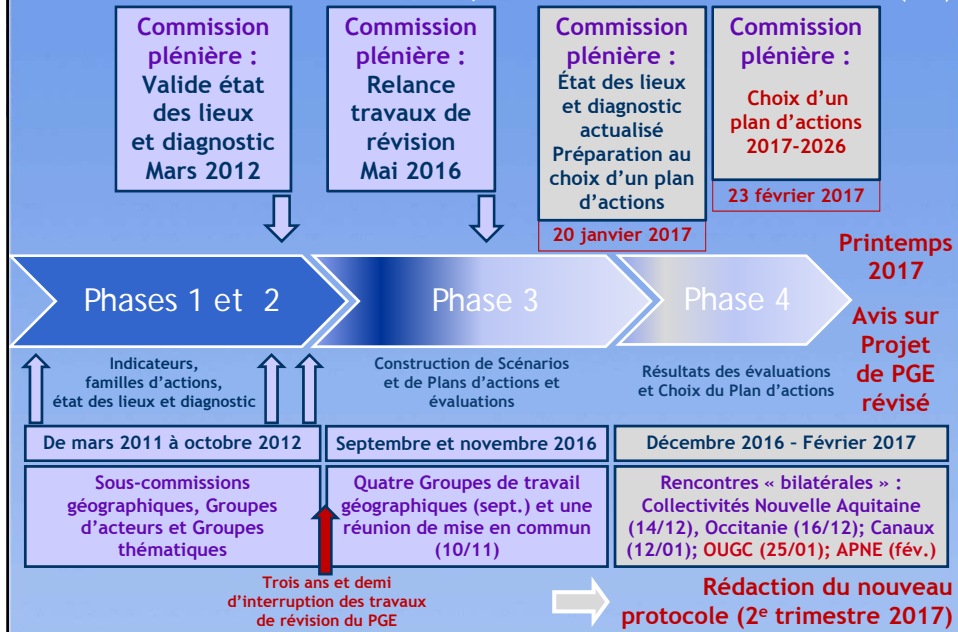 Commission
plénière :
Valide état
des lieux
et diagnostic
Mars 2012
Commission
plénière :
Relance
travaux de
révision
Mai 2016
Commission
plénière :
État des lieux
et diagnostic
actualisé
Préparation au
choix d’un plan
d’actions
20 janvier 2017
Commission
plénière :
Choix d’un
plan d’actions
2017-2026
23 février 2017
Printemps
2017
Avis sur
Projet
de PGE
révisé
Phases 1 et 2
Phase 3
Phase 4
Indicateurs,
familles d’actions,
état des lieux et diagnostic
Construction de Scénarios
et de Plans d’actions et
évaluations
Résultats des évaluations
et Choix du Plan d’actions
De mars 2011 à octobre 2012
Septembre et novembre 2016
Décembre 2016 - Février 2017
Sous-commissions
géographiques, Groupes
d’acteurs et Groupes
thématiques
Quatre Groupes de travail
géographiques (sept.) et une
réunion de mise en commun
(10/11)
Rencontres « bilatérales » :
Collectivités Nouvelle Aquitaine
(14/12), Occitanie (16/12); Canaux
(12/01); OUGC (25/01); APNE (fév.)
Trois ans et demi
d’interruption des travaux
de révision du PGE
Rédaction du nouveau
protocole (2e trimestre 2017)